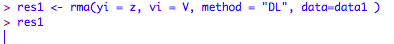 > res1 <- rma(yi = z, vi = V, method = "DL", data=data1 )
> res1